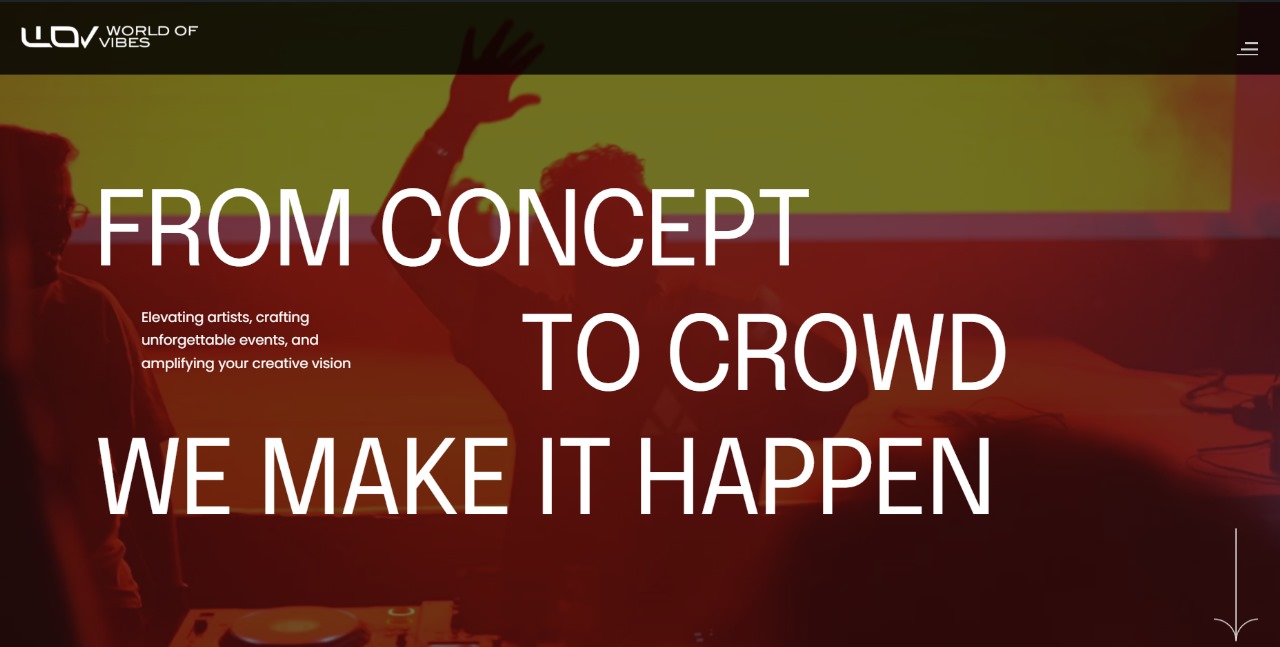 WOV WORLD OF
VIBES
FROM CONCEPT
Elevating artists, crafting
unforgettable events, and
amplifying your creative vision
TO CROWD
WE MAKE IT HAPPEN